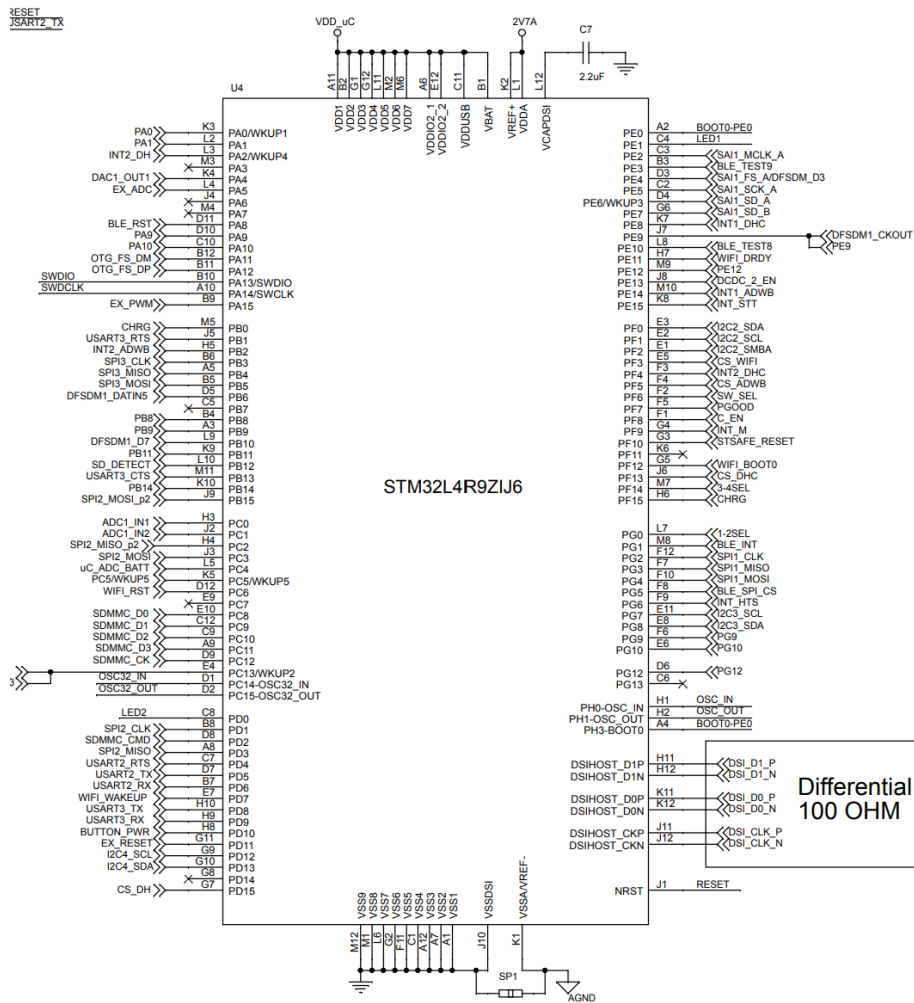 RESET
USART2_TX
VDD_uC
2V7A
C7
2.2uF
U4
A11 B2 G1 G12 L11 M2 M6 A6 E12 C11 B1 K2 L1 L12
VDD1 VDD2 VDD3 VDD4 VDD5 VDD6 VDD7 VDDIO2_1 VDDIO2_2 VDDUSB VBAT VREF+ VDDA VCAPDSI
PA0 K3 PA0/WKUP1
PA1 L2 PA1
INT2_DH L3 PA2/WKUP4
M3 PA3
DAC1_OUT1 K4 PA4
EX_ADC L4 PA5
J4 PA6
M4 PA7
BLE_RST D11 PA8
PA9 D10 PA9
PA10 C10 PA10
OTG_FS_DM B12 PA11
OTG_FS_DP B11 PA12
SWDIO B10 PA13/SWDIO
SWDCLK A10 PA14/SWCLK
EX_PWM B9 PA15
CHRG M5 PB0
USART3_RTS J5 PB1
INT2_ADWB H5 PB2
SPI3_CLK B6 PB3
SPI3_MISO A5 PB4
SPI3_MOSI B5 PB5
DFSDM1_DATIN5 D5 PB6
C5 PB7
PB8 B4 PB8
PB9 A3 PB9
DFSDM1_D7 L9 PB10
PB11 K9 PB11
SD_DETECT L10 PB12
USART3_CTS M11 PB13
PB14 K10 PB14
SPI2_MOSI_p2 J9 PB15
ADC1_IN1 H3 PC0
ADC1_IN2 J2 PC1
SPI2_MISO_p2 H4 PC2
SPI2_MOSI J3 PC3
uC_ADC_BATT L5 PC4
PC5/WKUP5 K5 PC5/WKUP5
WIFI_RST D12 PC6
E9 PC7
SDMMC_D0 E10 PC8
SDMMC_D1 C12 PC9
SDMMC_D2 C9 PC10
SDMMC_D3 A9 PC11
SDMMC_CK D9 PC12
3 E4 PC13/WKUP2
OSC32_IN D1 PC14-OSC32_IN
OSC32_OUT D2 PC15-OSC32_OUT
LED2 C8 PD0
SPI2_CLK B8 PD1
SDMMC_CMD D8 PD2
SPI2_MISO A8 PD3
USART2_RTS C7 PD4
USART2_TX D7 PD5
USART2_RX B7 PD6
WIFI_WAKEUP E7 PD7
USART3_TX H10 PD8
USART3_RX H9 PD9
BUTTON_PWR H8 PD10
EX_RESET G11 PD11
I2C4_SCL G9 PD12
I2C4_SDA G10 PD13
G8 PD14
CS_DH G7 PD15
STM32L4R9ZIJ6
PE0 A2 BOOT0-PE0
PE1 C4 LED1
PE2 C3 SAI1_MCLK_A
PE3 B3 BLE_TEST9
PE4 D3 SAI1_FS_A/DFSDM_D3
PE5 C2 SAI1_SCK_A
PE6/WKUP3 D4 SAI1_SD_A
PE7 G6 SAI1_SD_B
PE8 K7 INT1_DHC
PE9 J7 DFSDM1_CKOUT
PE9
PE10 L8 BLE_TEST8
PE11 H7 WIFI_DRDY
PE12 M9 PE12
PE13 J8 DCDC_2_EN
PE14 M10 INT1_ADWB
PE15 K8 INT_STT
PF0 E3 I2C2_SDA
PF1 E2 I2C2_SCL
PF2 E1 I2C2_SMBA
PF3 E5 CS_WIFI
PF4 F3 INT2_DHC
PF5 F4 CS_ADWB
PF6 F2 SW_SEL
PF7 F5 PGOOD
PF8 F1 C_EN
PF9 G4 INT_M
PF10 G3 STSAFE_RESET
PF11 K6
PF12 G5 WIFI_BOOT0
PF13 J6 CS_DHC
PF14 M7 3-4SEL
PF15 H6 CHRG
PG0 L7 1-2SEL
PG1 M8 BLE_INT
PG2 F12 SPI1_CLK
PG3 F7 SPI1_MISO
PG4 F10 SPI1_MOSI
PG5 F8 BLE_SPI_CS
PG6 F9 INT_HTS
PG7 E11 I2C3_SCL
PG8 E8 I2C3_SDA
PG9 F6 PG9
PG10 E6 PG10
PG12 D6 PG12
PG13 C6
PH0-OSC_IN H1 OSC_IN
PH1-OSC_OUT H2 OSC_OUT
PH3-BOOT0 A4 BOOT0-PE0
DSIHOST_D1P H11 DSI_D1_P
DSIHOST_D1N H12 DSI_D1_N
DSIHOST_D0P K11 DSI_D0_P
DSIHOST_D0N K12 DSI_D0_N
DSIHOST_CKP J11 DSI_CLK_P
DSIHOST_CKN J12 DSI_CLK_N
Differential
100 OHM
NRST J1 RESET
VSS9 VSS8 VSS7 VSS6 VSS5 VSS4 VSS3 VSS2 VSS1 VSSDSI VSSA/VREF-
M12 M1 L6 G2 F11 C1 A12 A7 A1 J10 K1
SP1
AGND